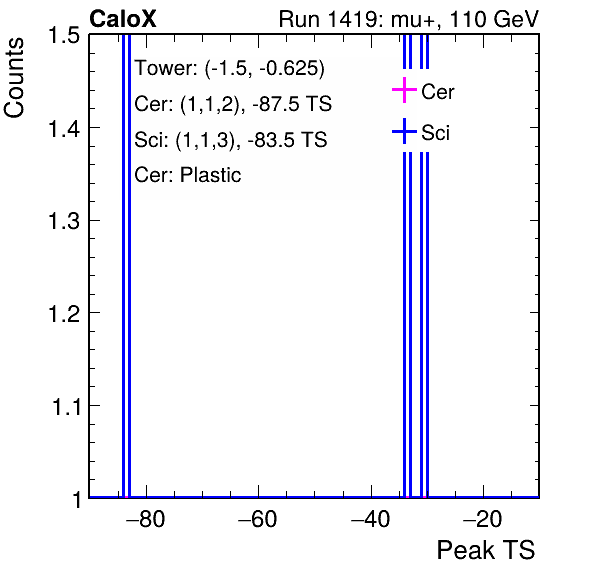 CaloX Run 1419: mu+, 110 GeV
Counts
1.5
1.4
1.3
1.2
1.1
1
Tower: (-1.5, -0.625)
Cer: (1,1,2), -87.5 TS
Sci: (1,1,3), -83.5 TS
Cer: Plastic
Cer
Sci
−80 −60 −40 −20
Peak TS